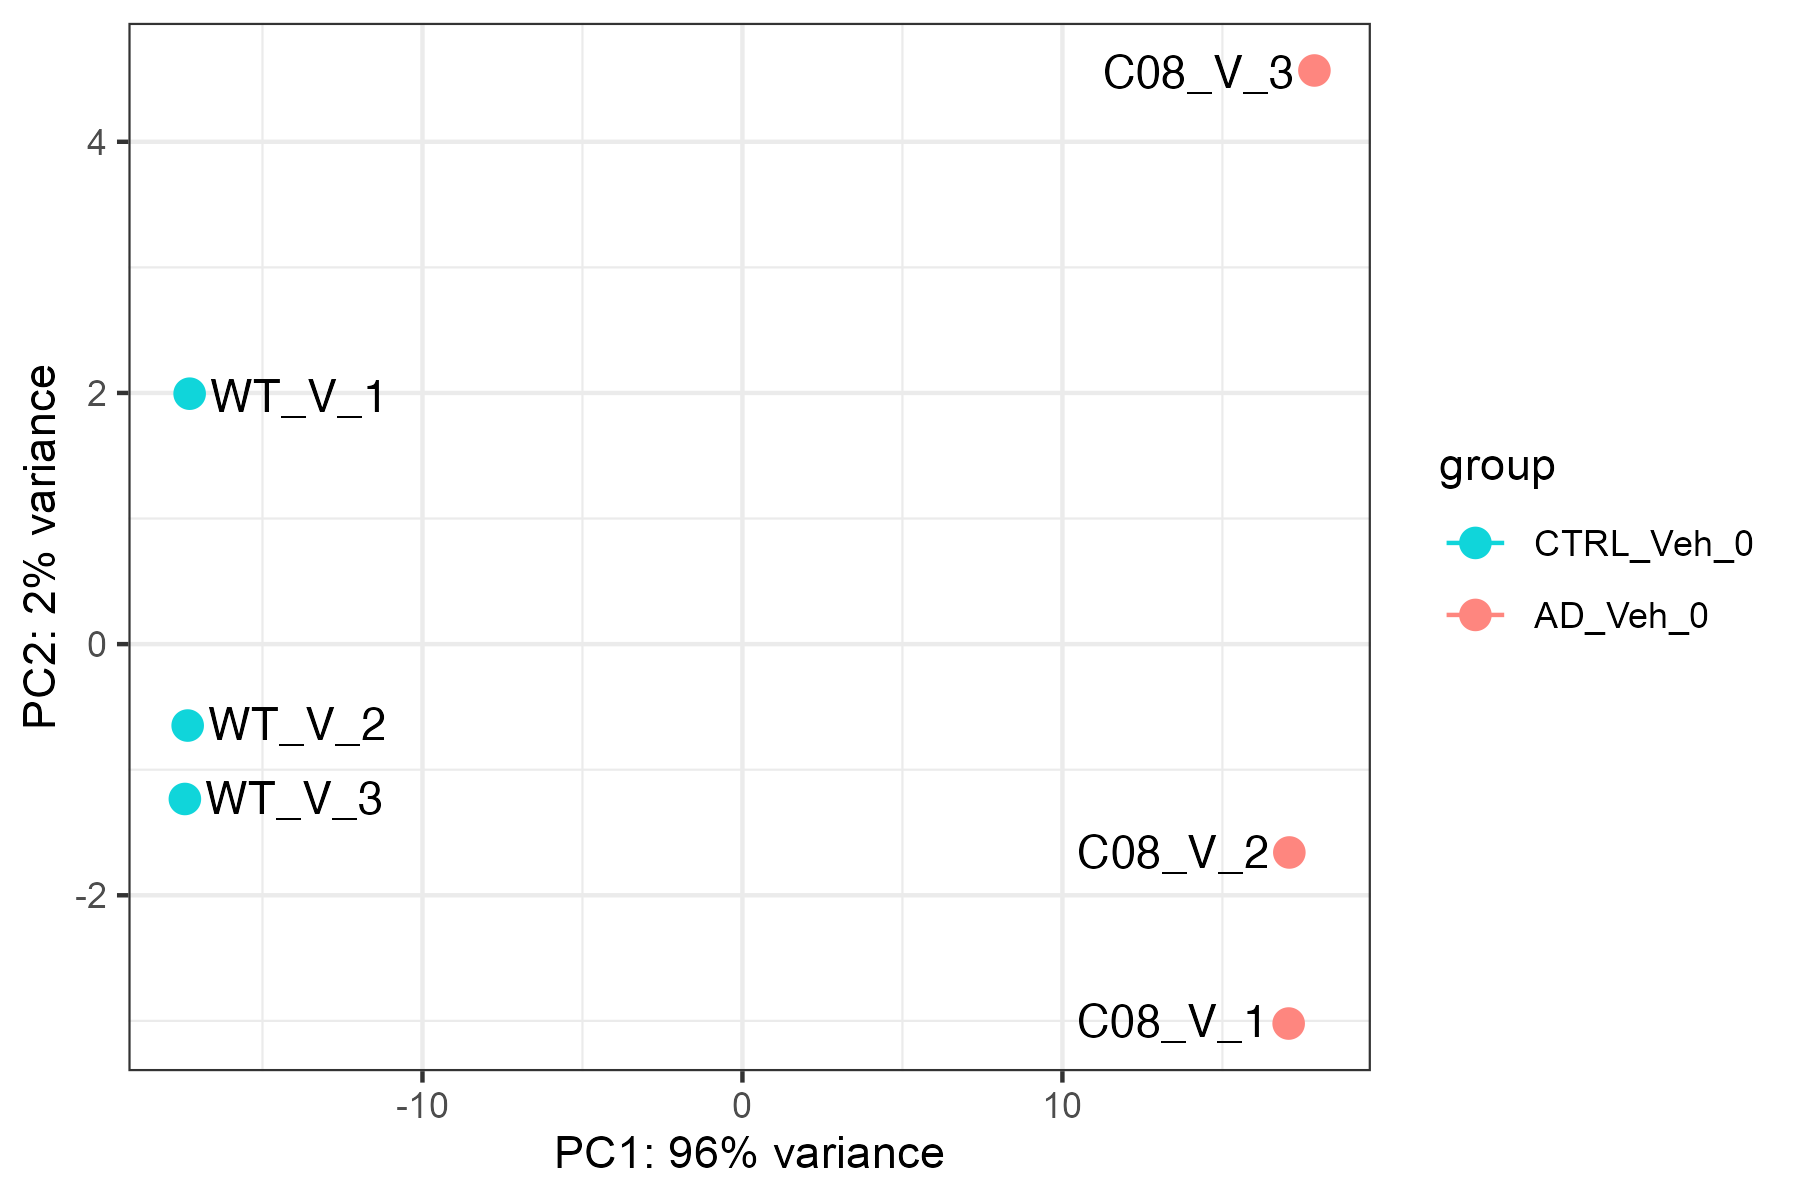 C08_V_3
4
WT_V_1
2
0
WT_V_2
WT_V_3
C08_V_2
-2
C08_V_1
-10
0
10
PC1: 96% variance
PC2: 2% variance
group
CTRL_Veh_0
AD_Veh_0